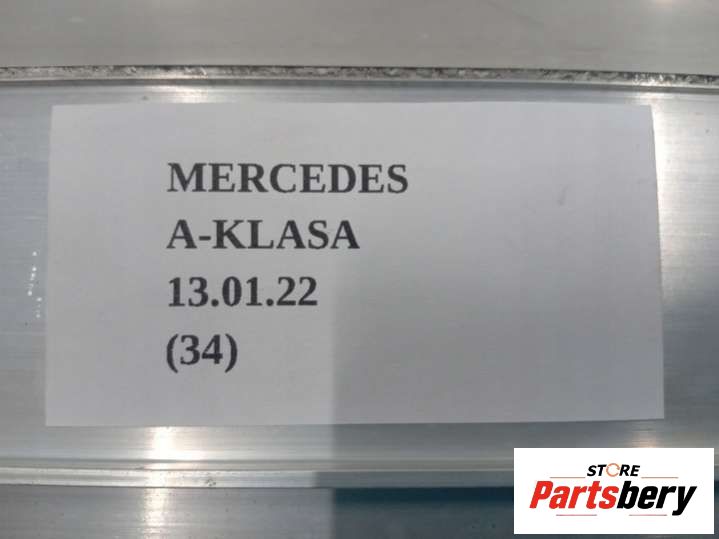 MERCEDES
A-KLASA
13.01.22
(34)
STORE
Partsbery